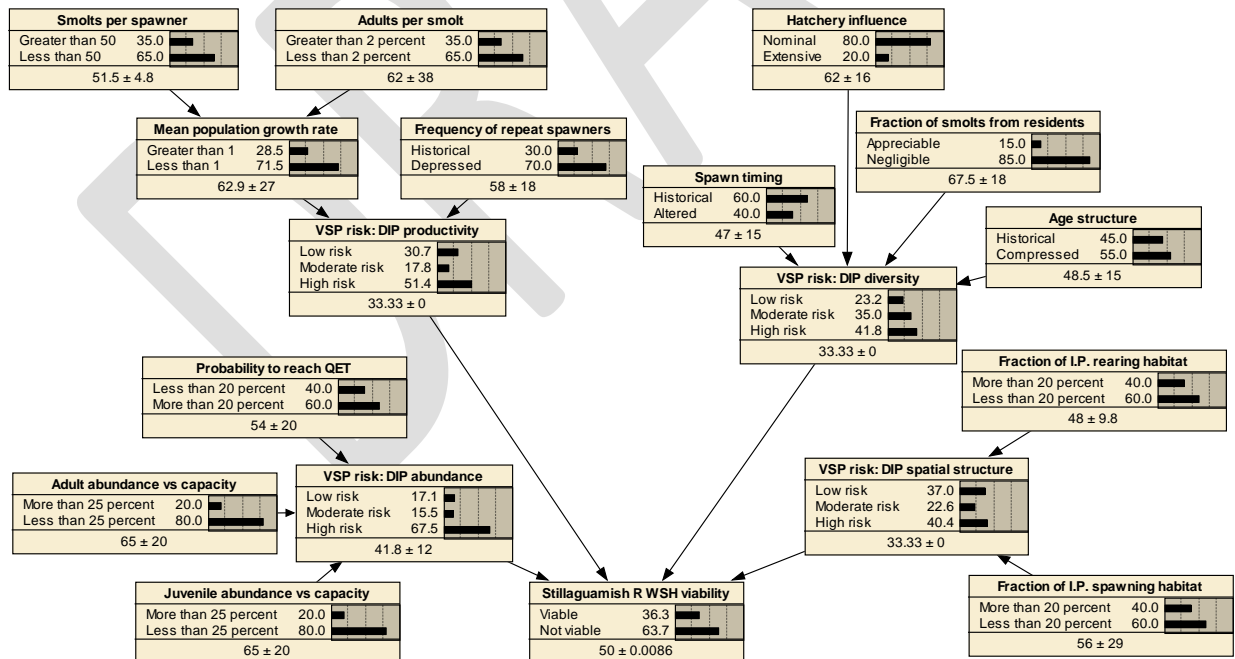 Smolts per spawner
Greater than 50 35.0
Less than 50 65.0
51.5 ± 4.8
Adults per smolt
Greater than 2 percent 35.0
Less than 2 percent 65.0
62 ± 38
Hatchery influence
Nominal 80.0
Extensive 20.0
62 ± 16
Mean population growth rate
Greater than 1 28.5
Less than 1 71.5
62.9 ± 27
Frequency of repeat spawners
Historical 30.0
Depressed 70.0
58 ± 18
Fraction of smolts from residents
Appreciable 15.0
Negligible 85.0
67.5 ± 18
Spawn timing
Historical 60.0
Altered 40.0
47 ± 15
Age structure
Historical 45.0
Compressed 55.0
48.5 ± 15
VSP risk: DIP productivity
Low risk 30.7
Moderate risk 17.8
High risk 51.4
33.33 ± 0
VSP risk: DIP diversity
Low risk 23.2
Moderate risk 35.0
High risk 41.8
33.33 ± 0
Probability to reach QET
Less than 20 percent 40.0
More than 20 percent 60.0
54 ± 20
Fraction of I.P. rearing habitat
More than 20 percent 40.0
Less than 20 percent 60.0
48 ± 9.8
Adult abundance vs capacity
More than 25 percent 20.0
Less than 25 percent 80.0
65 ± 20
VSP risk: DIP abundance
Low risk 17.1
Moderate risk 15.5
High risk 67.5
41.8 ± 12
VSP risk: DIP spatial structure
Low risk 37.0
Moderate risk 22.6
High risk 40.4
33.33 ± 0
Juvenile abundance vs capacity
More than 25 percent 20.0
Less than 25 percent 80.0
65 ± 20
Stillaguamish R WSH viability
Viable 36.3
Not viable 63.7
50 ± 0.0086
Fraction of I.P. spawning habitat
More than 20 percent 40.0
Less than 20 percent 60.0
56 ± 29